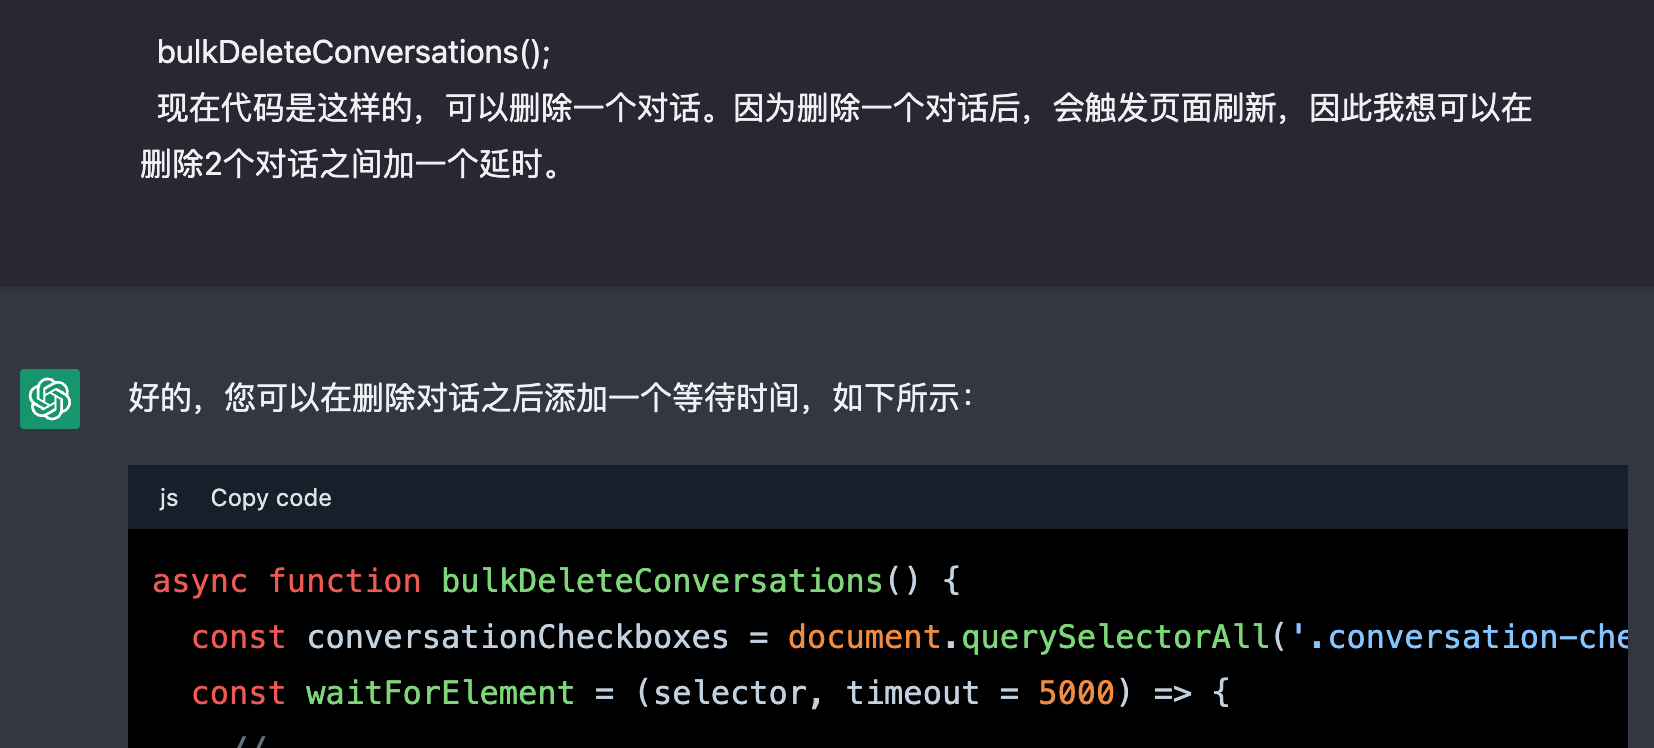 bulkDeleteConversations();
现在代码是这样的，可以删除一个对话。因为删除一个对话后，会触发页面刷新，因此我想可以在
删除2个对话之间加一个延时。
好的，您可以在删除对话之后添加一个等待时间，如下所示：
js Copy code
async function bulkDeleteConversations() {
const conversationCheckboxes = document.querySelectorAll('.conversation-che
const waitForElement = (selector, timeout = 5000) => {
//